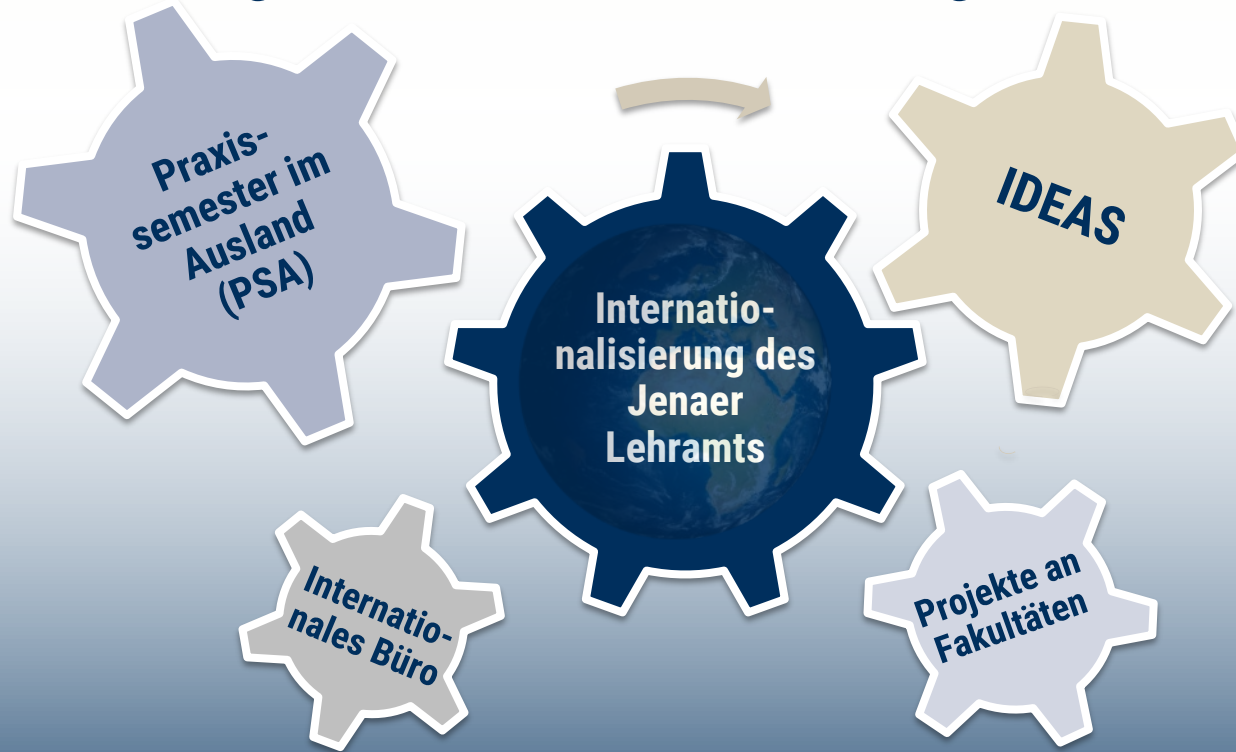 Praxis-
semester im
Ausland
(PSA)
IDEAS
Internatio-
nalisierung des
Jenaer
Lehramts
Internatio-
nales Büro
Projekte an
Fakultäten